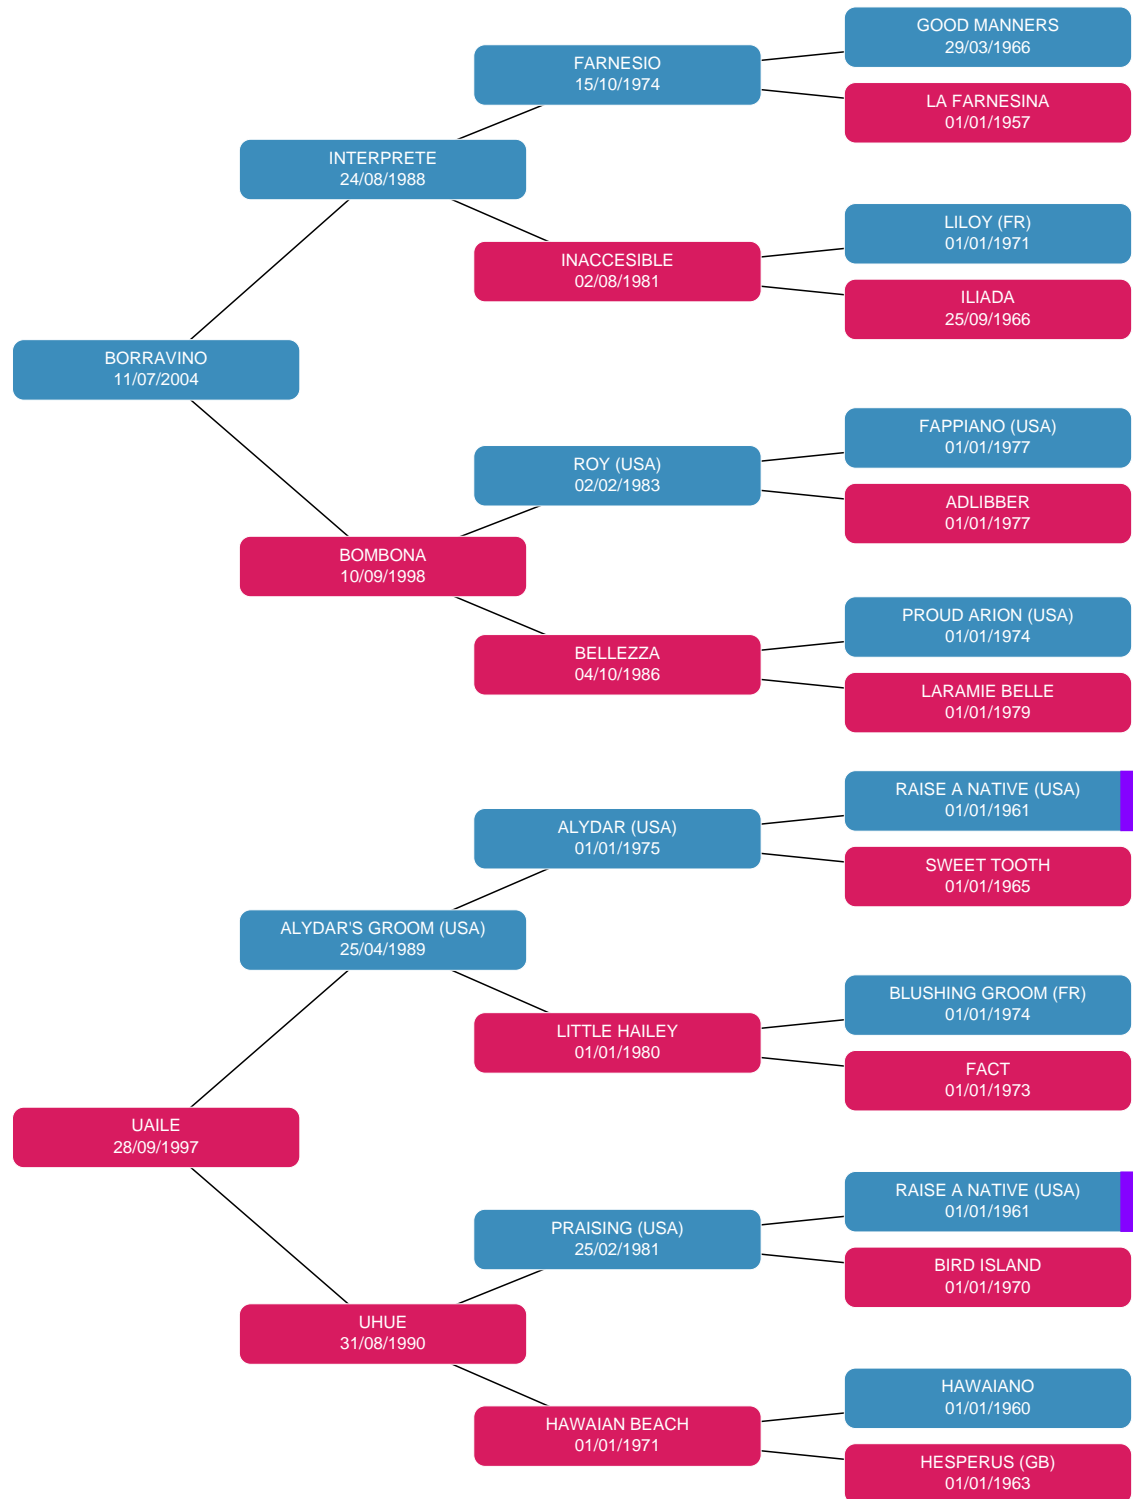 GOOD MANNERS
29/03/1966
FARNESIO
15/10/1974
LA FARNESINA
01/01/1957
INTERPRETE
24/08/1988
LILOY (FR)
01/01/1971
INACCESIBLE
02/08/1981
ILIADA
25/09/1966
BORRAVINO
11/07/2004
FAPPIANO (USA)
01/01/1977
ROY (USA)
02/02/1983
ADLIBBER
01/01/1977
BOMBONA
10/09/1998
PROUD ARION (USA)
01/01/1974
BELLEZZA
04/10/1986
LARAMIE BELLE
01/01/1979
RAISE A NATIVE (USA)
01/01/1961
ALYDAR (USA)
01/01/1975
SWEET TOOTH
01/01/1965
ALYDAR'S GROOM (USA)
25/04/1989
BLUSHING GROOM (FR)
01/01/1974
LITTLE HAILEY
01/01/1980
FACT
01/01/1973
UAILE
28/09/1997
RAISE A NATIVE (USA)
01/01/1961
PRAISING (USA)
25/02/1981
BIRD ISLAND
01/01/1970
UHUE
31/08/1990
HAWAIANO
01/01/1960
HAWAIAN BEACH
01/01/1971
HESPERUS (GB)
01/01/1963